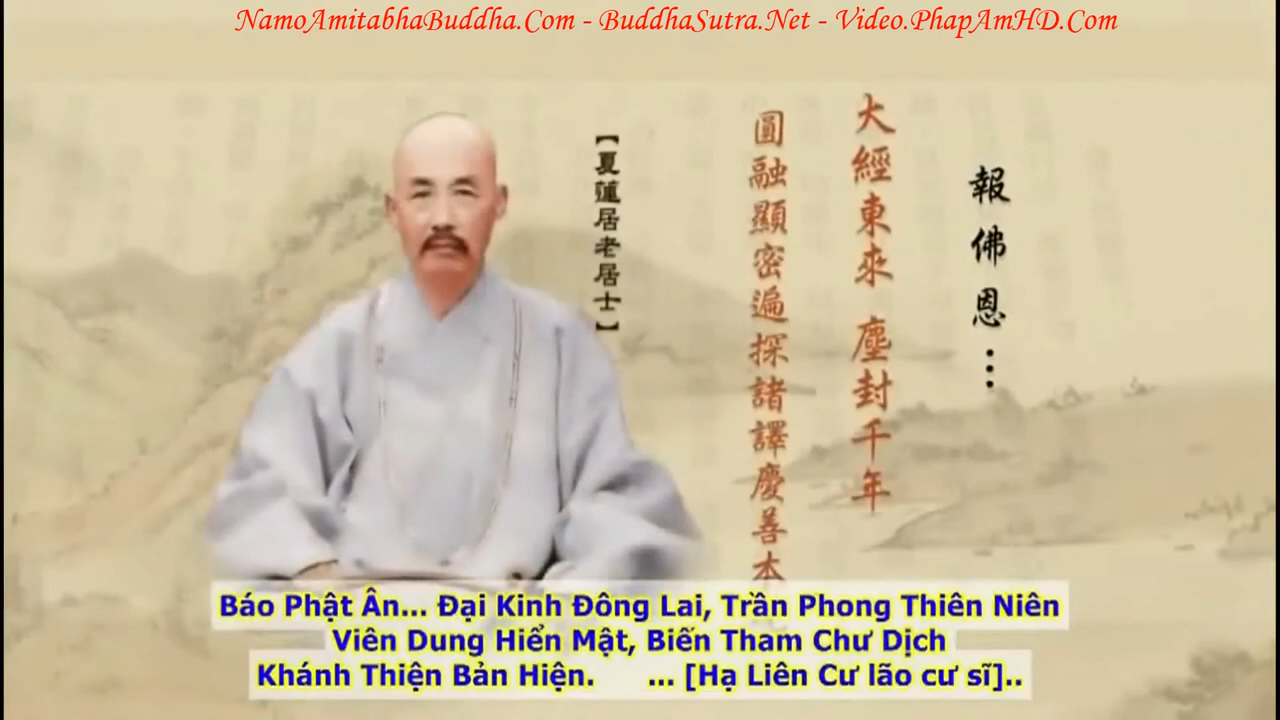 NamoAmitabhaBuddha.Com - BuddhaSutra.Net - Video.PhapAmHD.Com
報佛恩…
大經東來 塵封千年
圓融顯密遍探諸譯慶善本
【夏蓮居老居士】
Báo Phật Ân... Đại Kinh Đông Lai, Trần Phong Thiên Niên
Viên Dung Hiển Mật, Biến Tham Chư Dịch
Khánh Thiện Bản Hiện. ... [Hạ Liên Cư lão cư sĩ]..